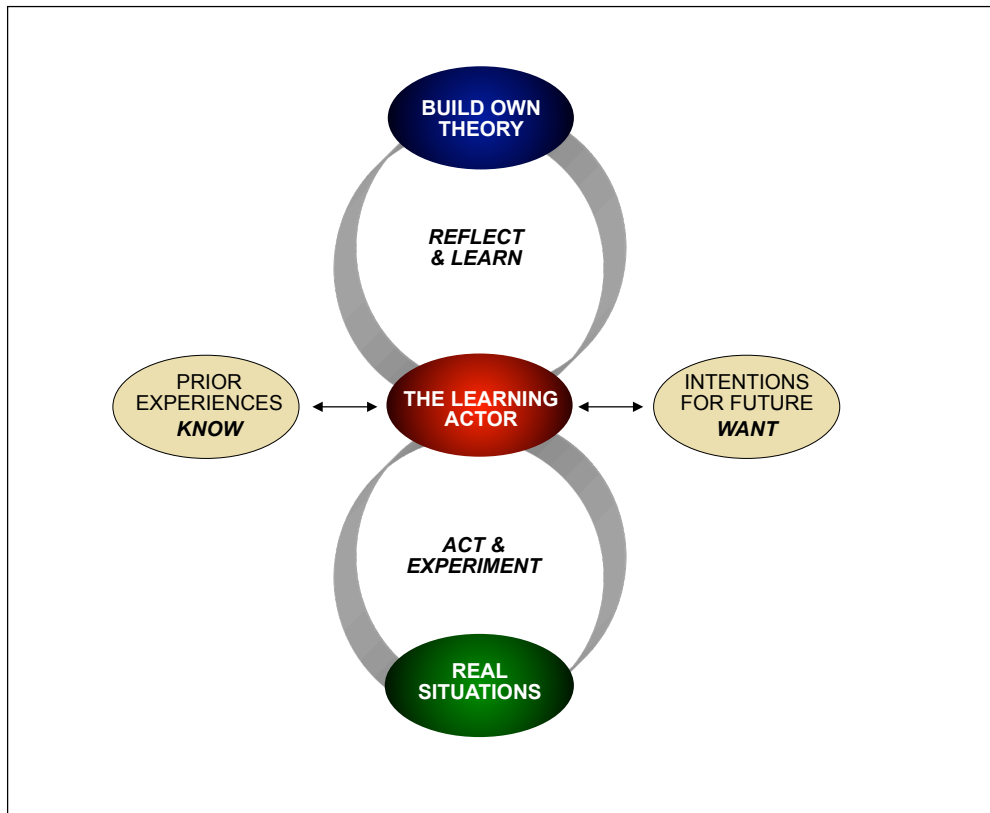 BUILD OWN
THEORY
REFLECT
& LEARN
PRIOR
EXPERIENCES
KNOW
THE LEARNING
ACTOR
INTENTIONS
FOR FUTURE
WANT
ACT &
EXPERIMENT
REAL
SITUATIONS